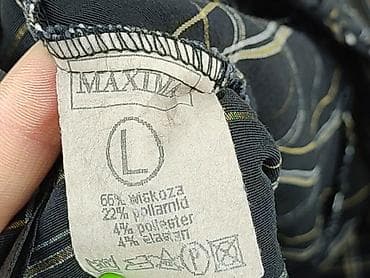 MAXIMA
L
66% wiskoza
22% poliamid
4% poliester
4% elastan
P